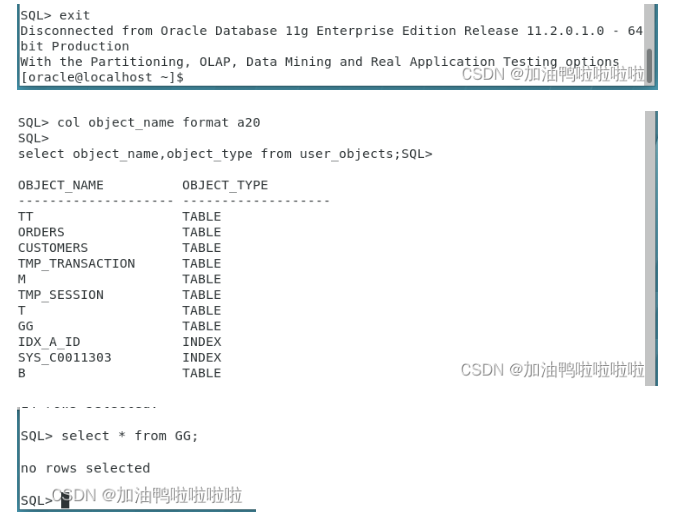 SQL> exit
Disconnected from Oracle Database 11g Enterprise Edition Release 11.2.0.1.0 - 64
bit Production
With the Partitioning, OLAP, Data Mining and Real Application Testing options
CSDN @加油鸭啦啦啦啦
[oracle@localhost ~]$
SQL> col object_name format a20
SQL>
select object_name,object_type from user_objects;SQL>
OBJECT_NAME OBJECT_TYPE
-------------------- -------------------
TT TABLE
ORDERS TABLE
CUSTOMERS TABLE
TMP_TRANSACTION TABLE
M TABLE
TMP_SESSION TABLE
T TABLE
GG TABLE
IDX_A_ID INDEX
SYS_C0011303 INDEX
B TABLE
CSDN @加油鸭啦啦啦啦
SQL> select * from GG;
no rows selected
SQL>
CSDN @加油鸭啦啦啦啦